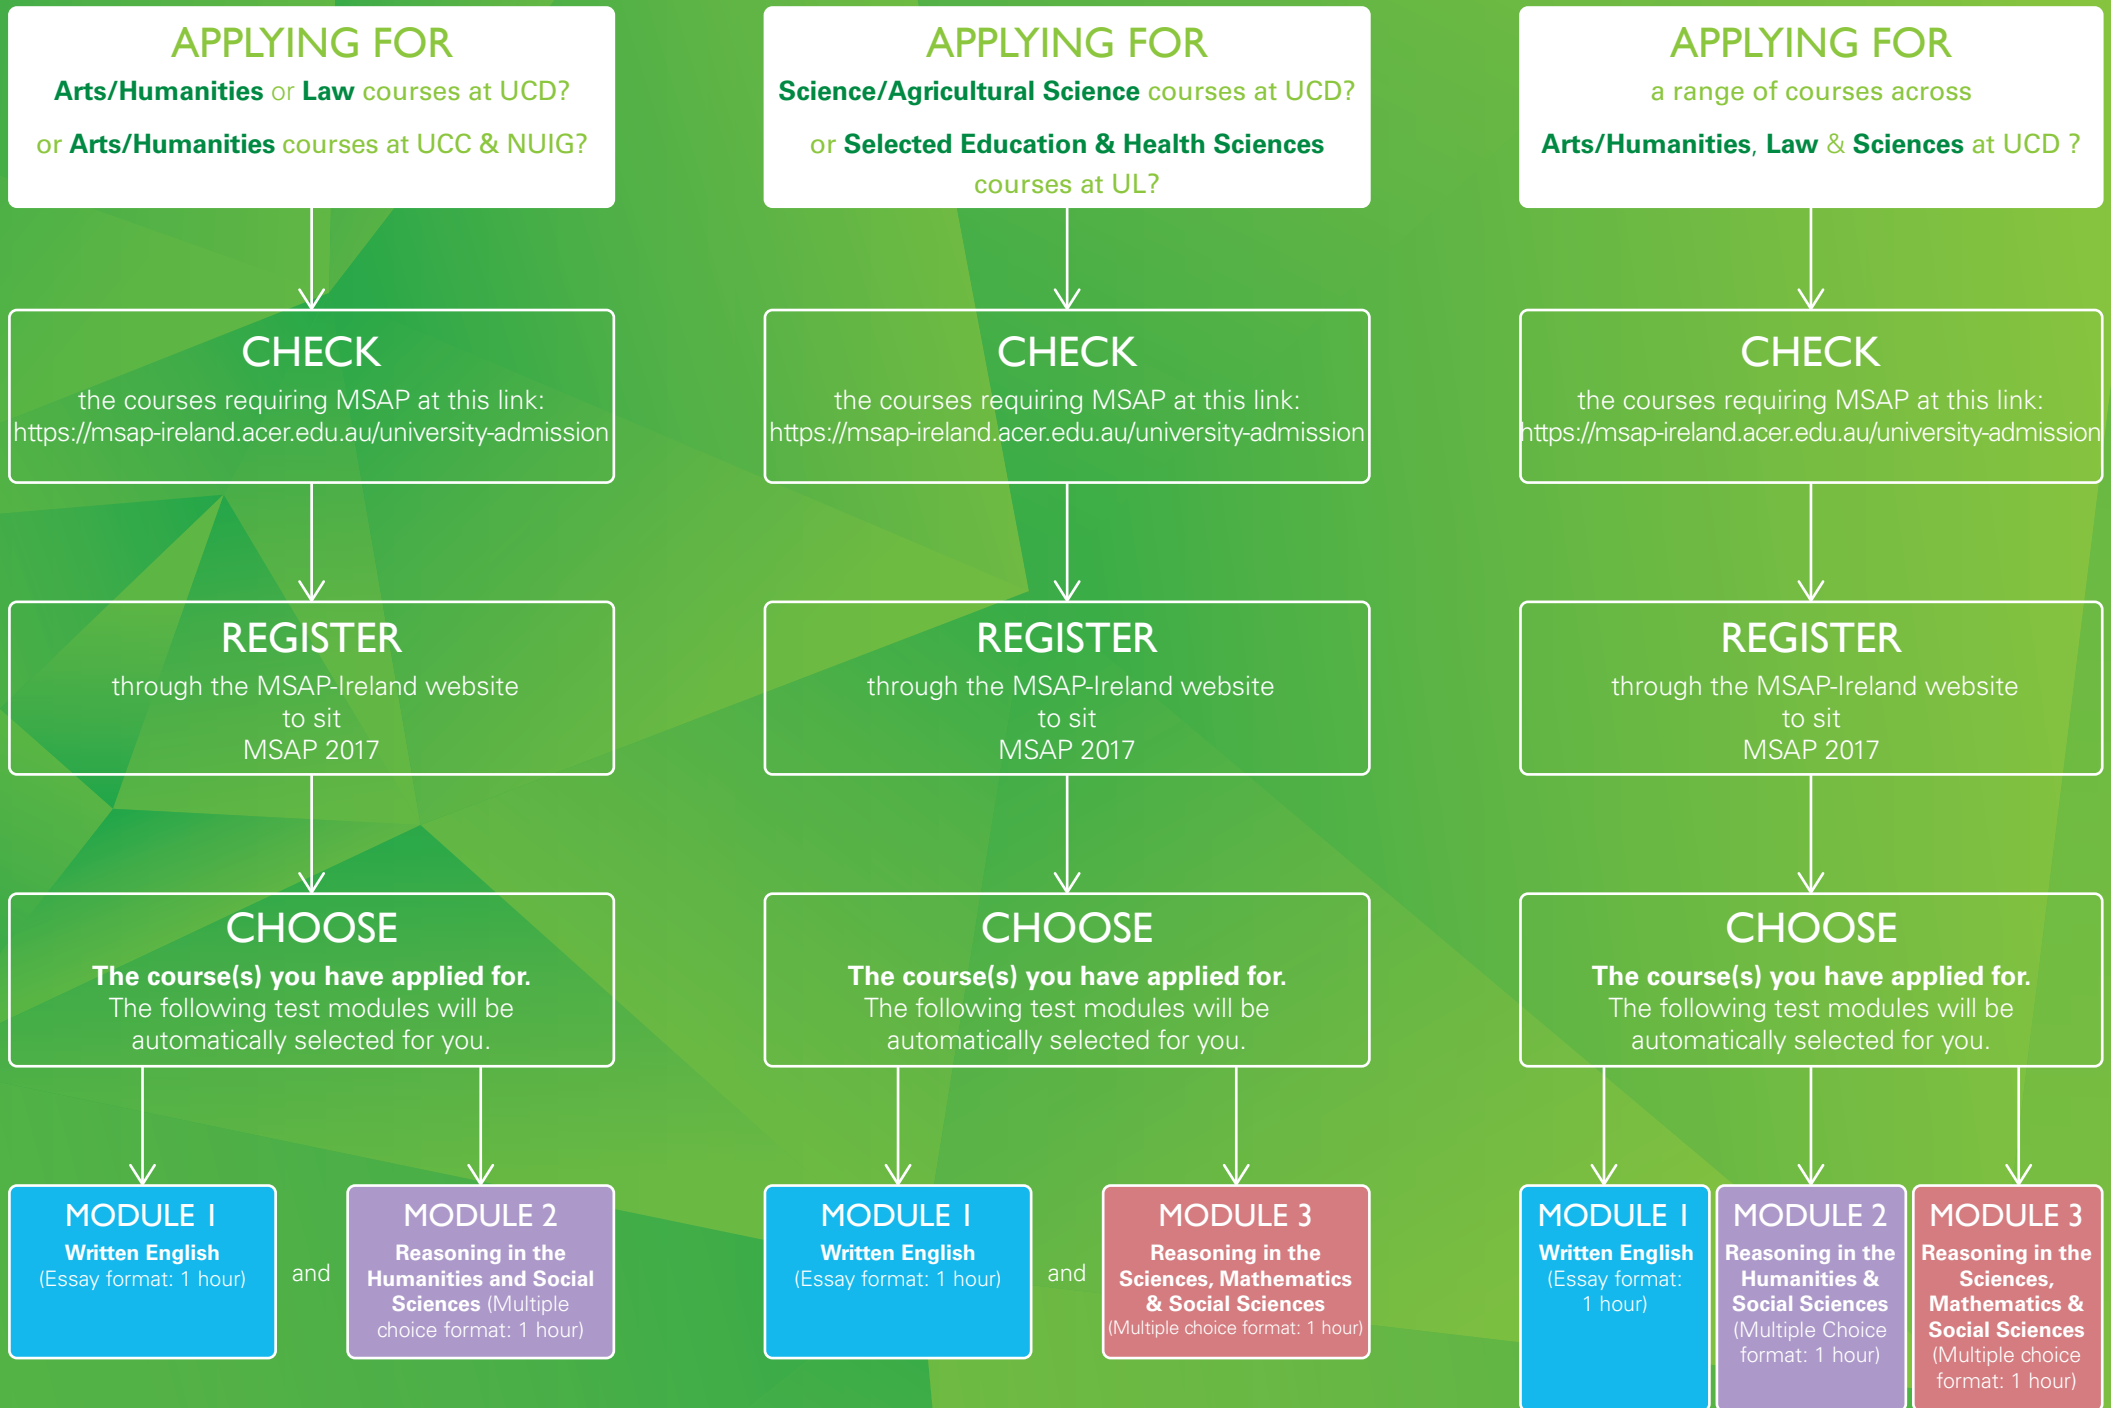 APPLYING FOR
Arts/Humanities or Law courses at UCD?
or Arts/Humanities courses at UCC & NUIG?
CHECK
the courses requiring MSAP at this link:
https://msap-ireland.acer.edu.au/university-admission
REGISTER
through the MSAP-Ireland website
to sit
MSAP 2017
CHOOSE
The course(s) you have applied for.
The following test modules will be
automatically selected for you.
MODULE 1
Written English
(Essay format: 1 hour)
and
MODULE 2
Reasoning in the
Humanities and Social
Sciences (Multiple
choice format: 1 hour)
APPLYING FOR
Science/Agricultural Science courses at UCD?
or Selected Education & Health Sciences
courses at UL?
CHECK
the courses requiring MSAP at this link:
https://msap-ireland.acer.edu.au/university-admission
REGISTER
through the MSAP-Ireland website
to sit
MSAP 2017
CHOOSE
The course(s) you have applied for.
The following test modules will be
automatically selected for you.
MODULE 1
Written English
(Essay format: 1 hour)
and
MODULE 3
Reasoning in the
Sciences, Mathematics
& Social Sciences
(Multiple choice format: 1 hour)
APPLYING FOR
a range of courses across
Arts/Humanities, Law & Sciences at UCD ?
CHECK
the courses requiring MSAP at this link:
https://msap-ireland.acer.edu.au/university-admission
REGISTER
through the MSAP-Ireland website
to sit
MSAP 2017
CHOOSE
The course(s) you have applied for.
The following test modules will be
automatically selected for you.
MODULE 1
Written English
(Essay format:
1 hour)
MODULE 2
Reasoning in the
Humanities &
Social Sciences
(Multiple Choice
format: 1 hour)
MODULE 3
Reasoning in the
Sciences,
Mathematics &
Social Sciences
(Multiple choice
format: 1 hour)